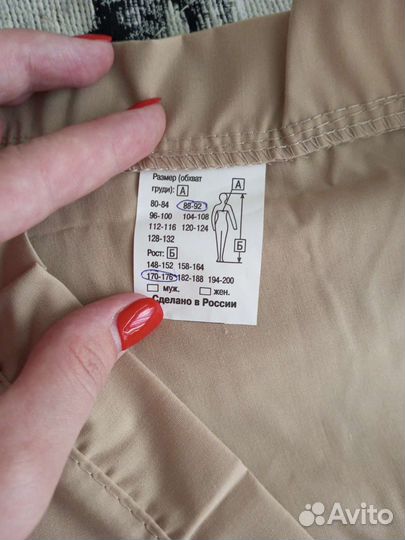 Размер (обхват
груди): А
80-84 88-92
96-100 104-108
112-116 120-124
128-132
Рост: Б
148-152 158-164
170-176 182-188 194-200
муж. жен.
Сделано в России
А
Б
Avito